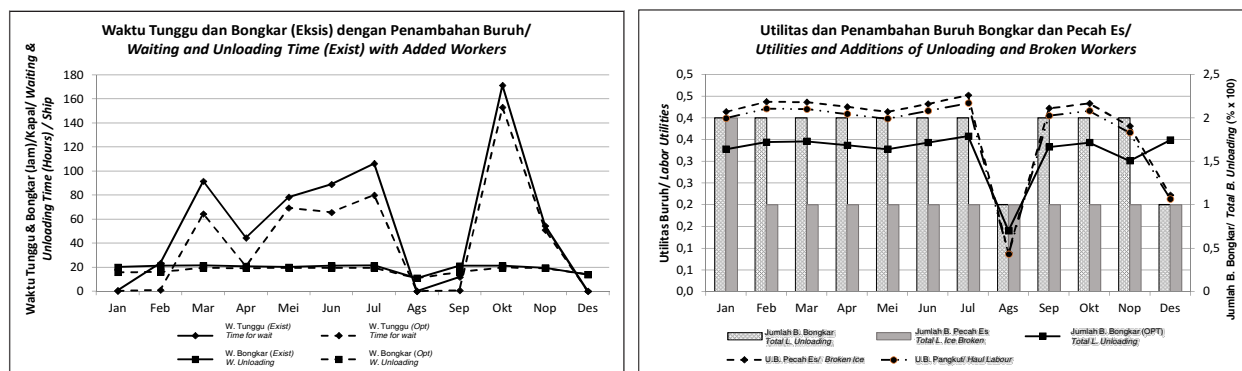 Waktu Tunggu dan Bongkar (Eksis) dengan Penambahan Buruh/
Waiting and Unloading Time (Exist) with Added Workers
Waktu Tunggu & Bongkar (Jam)/Kapal/ Waiting &
Unloading Time (Hours) / Ship
180
160
140
120
100
80
60
40
20
0
Jan Feb Mar Apr Mei Jun Jul Ags Sep Okt Nop Des
W. Tunggu (Exist)
Time for wait
W. Tunggu (Opt)
Time for wait
W. Bongkar (Exist)
W. Unloading
W. Bongkar (Opt)
W. Unloading
Utilitas dan Penambahan Buruh Bongkar dan Pecah Es/
Utilities and Additions of Unloading and Broken Workers
Utilitas Buruh/ Labor Utilities
0,5
0,5
0,4
0,4
0,3
0,3
0,2
0,2
0,1
0,1
0,0
Jan Feb Mar Apr Mei Jun Jul Ags Sep Okt Nop Des
2,5
2
1,5
1
0,5
0
Jumlah B. Bongkar/ Total B. Unloading (% x 100)
Jumlah B. Bongkar
Total L. Unloading
Jumlah B. Pecah Es
Total L. Ice Broken
Jumlah B. Bongkar (OPT)
Total L. Unloading
U.B. Pecah Es/ Broken Ice
U.B. Pangkut/ Haul Labour